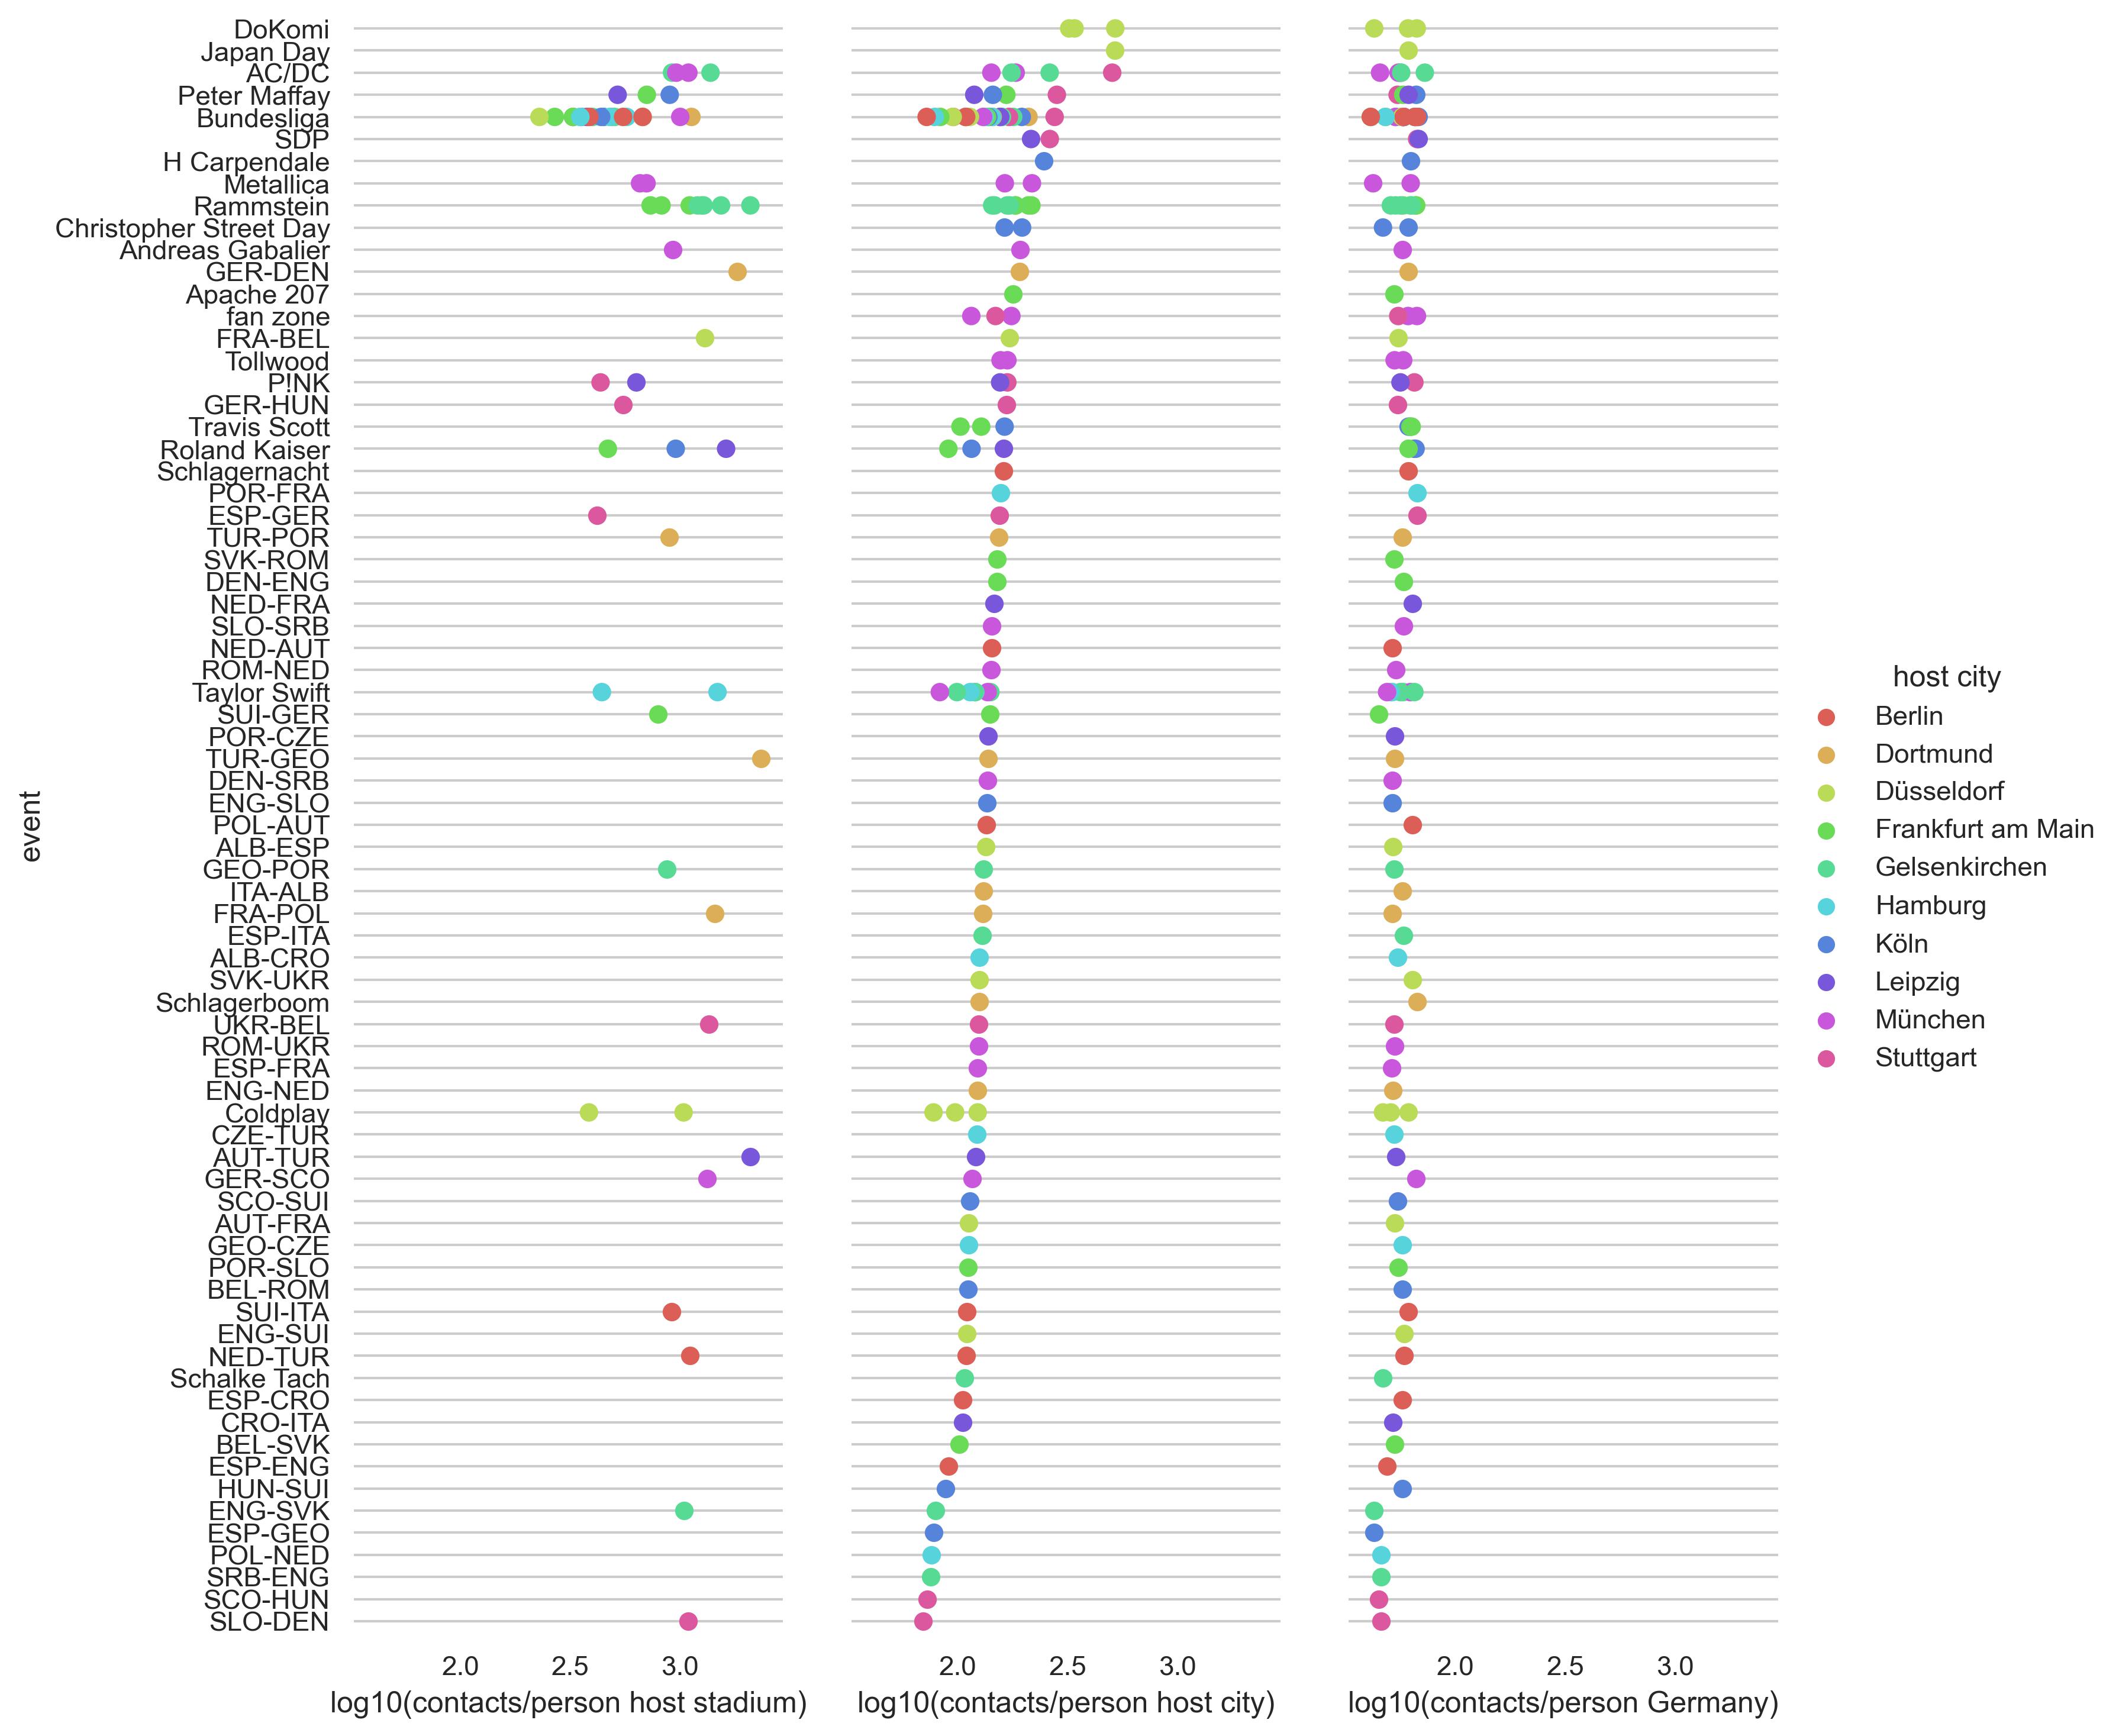 DoKomi
Japan Day
AC/DC
Peter Maffay
Bundesliga
SDP
H Carpendale
Metallica
Rammstein
Christopher Street Day
Andreas Gabalier
GER-DEN
Apache 207
fan zone
FRA-BEL
Tollwood
P!NK
GER-HUN
Travis Scott
Roland Kaiser
Schlagernacht
POR-FRA
ESP-GER
TUR-POR
SVK-ROM
DEN-ENG
NED-FRA
SLO-SRB
NED-AUT
ROM-NED
Taylor Swift
SUI-GER
POR-CZE
TUR-GEO
DEN-SRB
ENG-SLO
POL-AUT
ALB-ESP
GEO-POR
ITA-ALB
FRA-POL
ESP-ITA
ALB-CRO
SVK-UKR
Schlagerboom
UKR-BEL
ROM-UKR
ESP-FRA
ENG-NED
Coldplay
CZE-TUR
AUT-TUR
GER-SCO
SCO-SUI
AUT-FRA
GEO-CZE
POR-SLO
BEL-ROM
SUI-ITA
ENG-SUI
NED-TUR
Schalke Tach
ESP-CRO
CRO-ITA
BEL-SVK
ESP-ENG
HUN-SUI
ENG-SVK
ESP-GEO
POL-NED
SRB-ENG
SCO-HUN
SLO-DEN
event
2.0 2.5 3.0
log10(contacts/person host stadium)
2.0 2.5 3.0
log10(contacts/person host city)
2.0 2.5 3.0
log10(contacts/person Germany)
host city
Berlin
Dortmund
Düsseldorf
Frankfurt am Main
Gelsenkirchen
Hamburg
Köln
Leipzig
München
Stuttgart